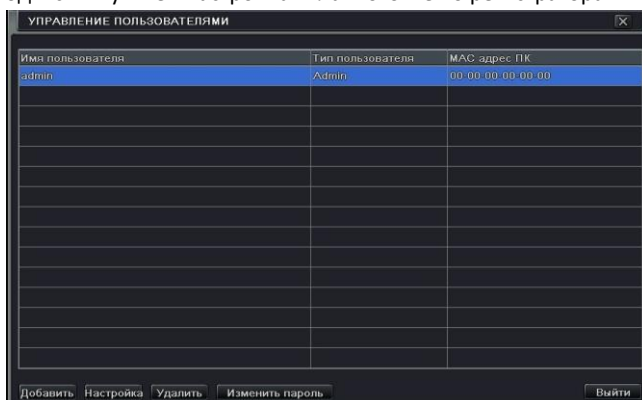 УПРАВЛЕНИЕ ПОЛЬЗОВАТЕЛЯМИ X
Имя пользователя Тип пользователя MAC адрес ПК
admin Admin 00-00-00-00-00-00
Добавить Настройка Удалить Изменить пароль Выйти